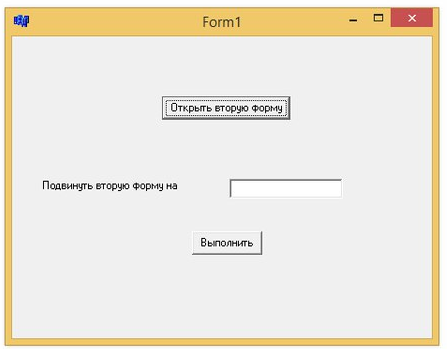 Form1
Открыть вторую форму
Подвинуть вторую форму на
Выполнить